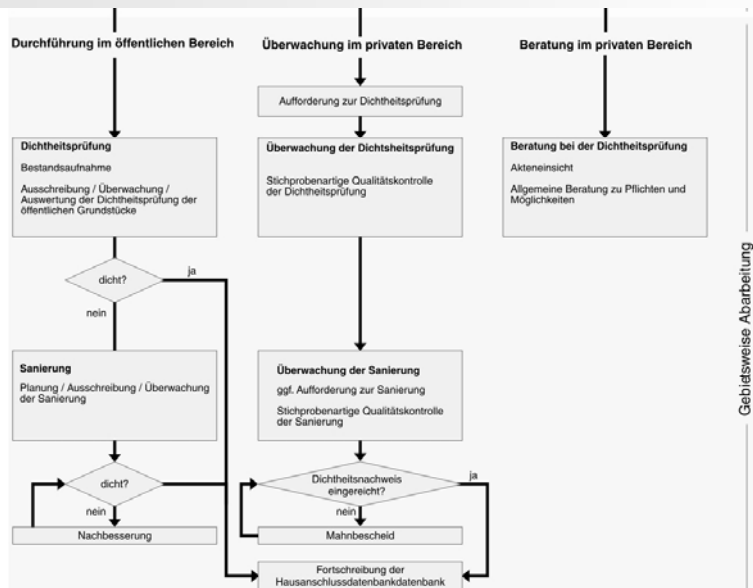 Durchführung im öffentlichen Bereich
Dichtheitsprüfung
Bestandsaufnahme
Ausschreibung / Überwachung /
Auswertung der Dichtheitsprüfung der
öffentlichen Grundstücke
dicht?
ja
nein
Sanierung
Planung / Ausschreibung / Überwachung
der Sanierung
dicht?
nein
Nachbesserung
Überwachung im privaten Bereich
Aufforderung zur Dichtheitsprüfung
Überwachung der Dichtsheitsprüfung
Stichprobenartige Qualitätskontrolle
der Dichtheitsprüfung
Überwachung der Sanierung
ggf. Aufforderung zur Sanierung
Stichprobenartige Qualitätskontrolle
der Sanierung
Dichtheitsnachweis
eingereicht?
ja
nein
Mahnbescheid
Fortschreibung der
Hausanschlussdatenbankdatenbank
Beratung im privaten Bereich
Beratung bei der Dichtheitsprüfung
Akteneinsicht
Allgemeine Beratung zu Pflichten und
Möglichkeiten
Gebidtsweise Abarbeitung